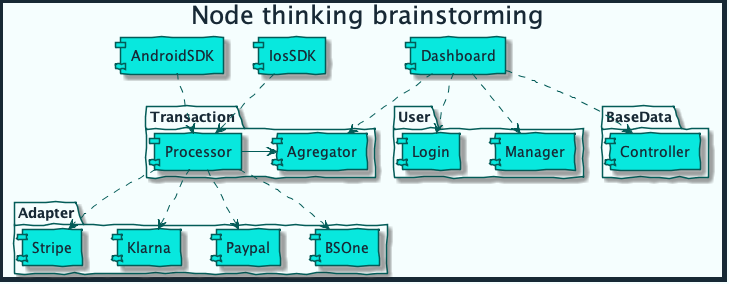 Node thinking brainstorming
AndroidSDK
IosSDK
Dashboard
Transaction
User
BaseData
Processor
Agregator
Login
Manager
Controller
Adapter
Stripe
Klarna
Paypal
BSOne